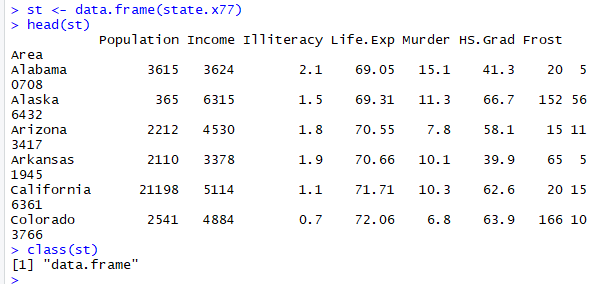 > st <- data.frame(state.x77)
> head(st)
Population Income Illiteracy Life.Exp Murder HS.Grad Frost
Area
Alabama 3615 3624 2.1 69.05 15.1 41.3 20 5
0708
Alaska 365 6315 1.5 69.31 11.3 66.7 152 56
6432
Arizona 2212 4530 1.8 70.55 7.8 58.1 15 11
3417
Arkansas 2110 3378 1.9 70.66 10.1 39.9 65 5
1945
California 21198 5114 1.1 71.71 10.3 62.6 20 15
6361
Colorado 2541 4884 0.7 72.06 6.8 63.9 166 10
3766
> class(st)
[1] "data.frame"
>